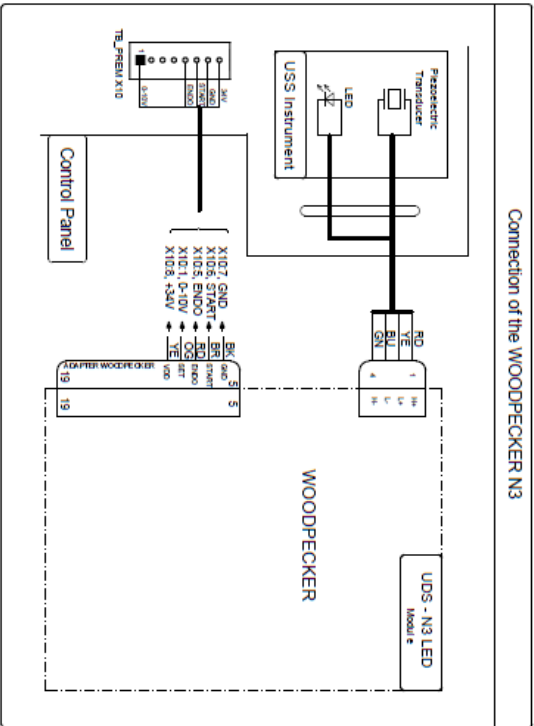 Connection of the WOODPECKER N3
Piezoelectric
Transducer
LED
USS Instrument
RD
YE
BU
GN
1
4
H+
L+
L-
H-
UDS - N3 LED
Module
WOODPECKER
TB_PREM X10
1
34V
GND
START
ENDO
0-10V
Control Panel
X10:7, GND
X10:6, START
X10:5, ENDO
X10:1, 0-10V
X10:8, +34V
BK
BR
RD
OG
YE
GND
START
ENDO
SET
VDD
5
5
ADAPTER WOODPECKER
19
19